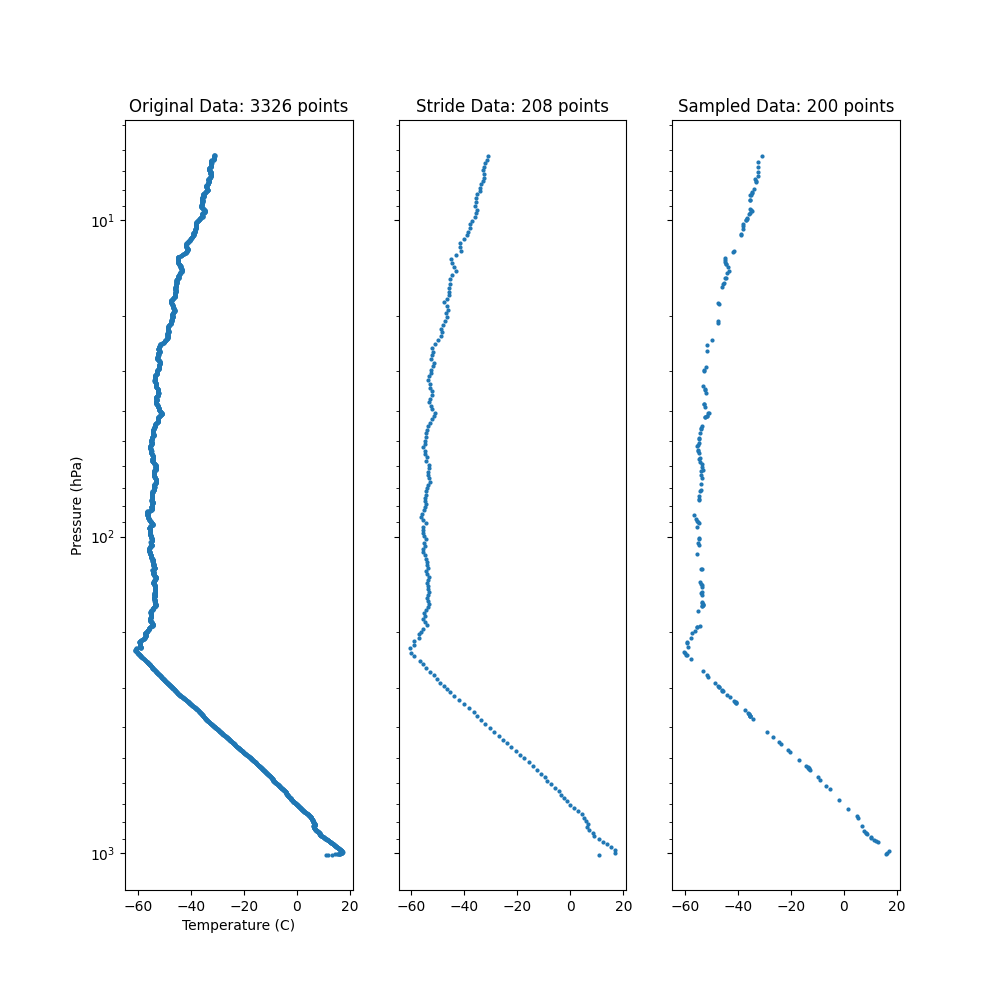 Original Data: 3326 points
Stride Data: 208 points
Sampled Data: 200 points
Pressure (hPa)
10¹
10²
10³
−60 −40 −20 0 20
−60 −40 −20 0 20
−60 −40 −20 0 20
Temperature (C)